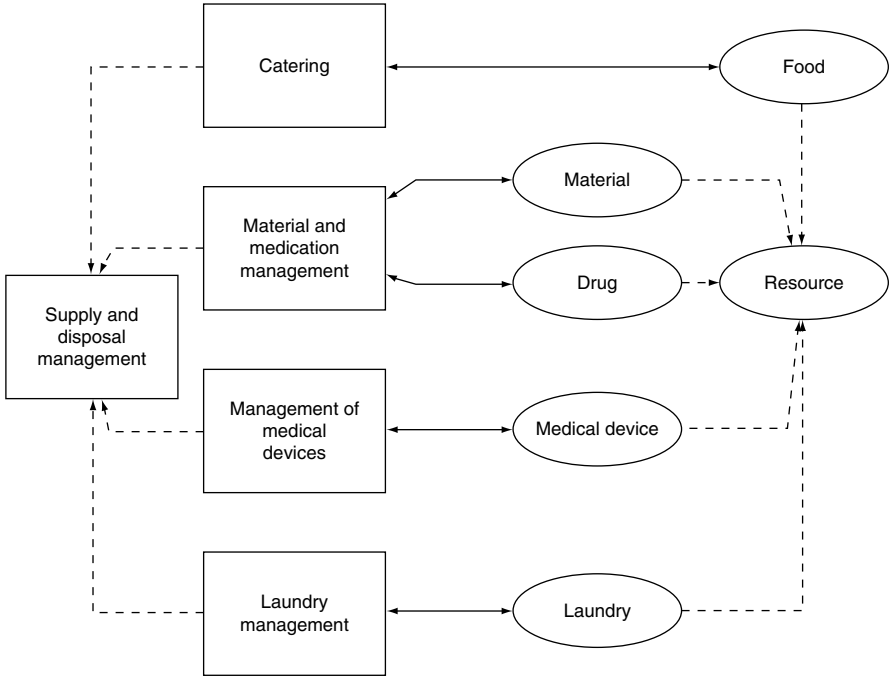 Catering
Food
Material and
medication
management
Material
Drug
Resource
Supply and
disposal
management
Management of
medical
devices
Medical device
Laundry
management
Laundry